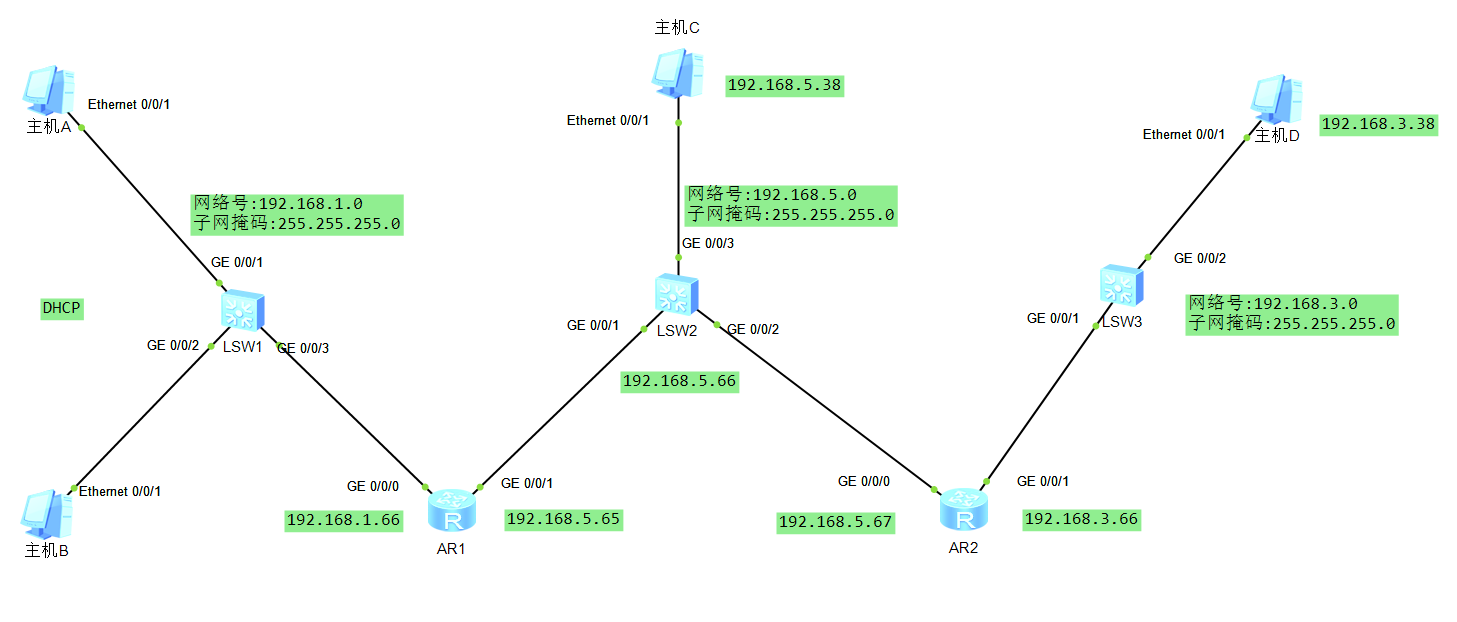 主机C
192.168.5.38
Ethernet 0/0/1
主机A
Ethernet 0/0/1
Ethernet 0/0/1
主机D
192.168.3.38
网络号:192.168.1.0
子网掩码:255.255.255.0
网络号:192.168.5.0
子网掩码:255.255.255.0
GE 0/0/3
GE 0/0/1
GE 0/0/2
DHCP
网络号:192.168.3.0
子网掩码:255.255.255.0
GE 0/0/1
LSW3
GE 0/0/1
LSW2
GE 0/0/2
GE 0/0/2
LSW1
GE 0/0/3
192.168.5.66
Ethernet 0/0/1
主机B
GE 0/0/0
GE 0/0/1
GE 0/0/0
GE 0/0/1
192.168.1.66
R
192.168.5.65
192.168.5.67
R
192.168.3.66
AR1
AR2